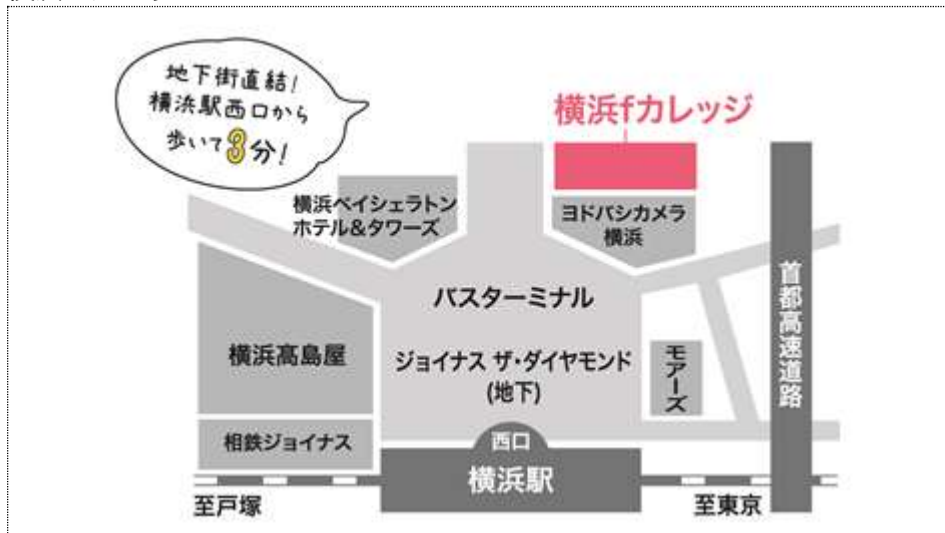 地下街直結!
横浜駅西口から
歩いて3分!
横浜fカレッジ
横浜ベイシェラトン
ホテル&タワーズ
ヨドバシカメラ
横浜
バスターミナル
首都高速道路
横浜髙島屋
ジョイナス ザ・ダイヤモンド
(地下)
モアーズ
相鉄ジョイナス
西口
横浜駅
至戸塚
至東京